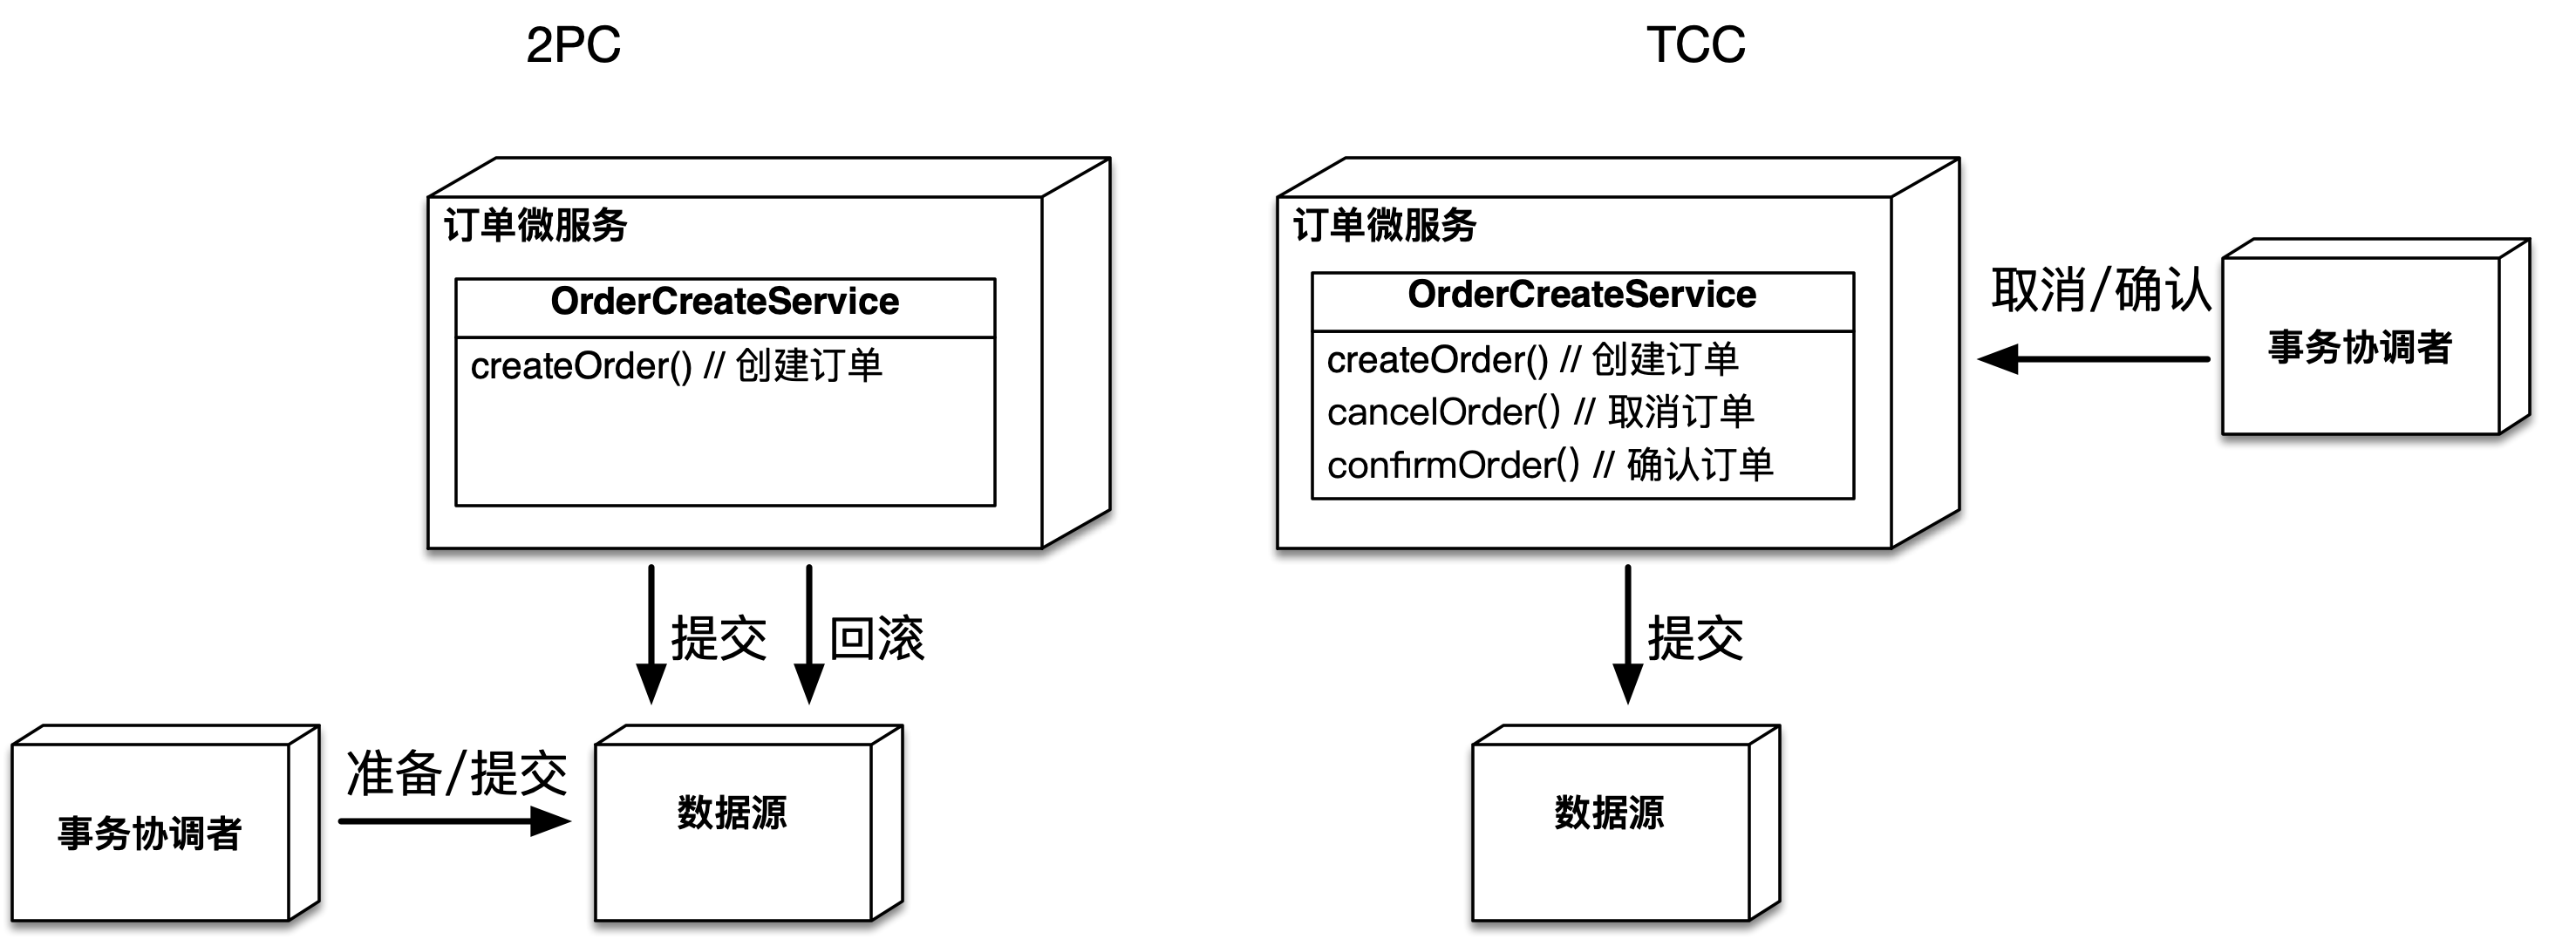 2PC
订单微服务
OrderCreateService
createOrder() // 创建订单
提交
回滚
准备/提交
事务协调者
数据源
TCC
订单微服务
OrderCreateService
createOrder() // 创建订单
cancelOrder() // 取消订单
confirmOrder() // 确认订单
取消/确认
事务协调者
提交
数据源